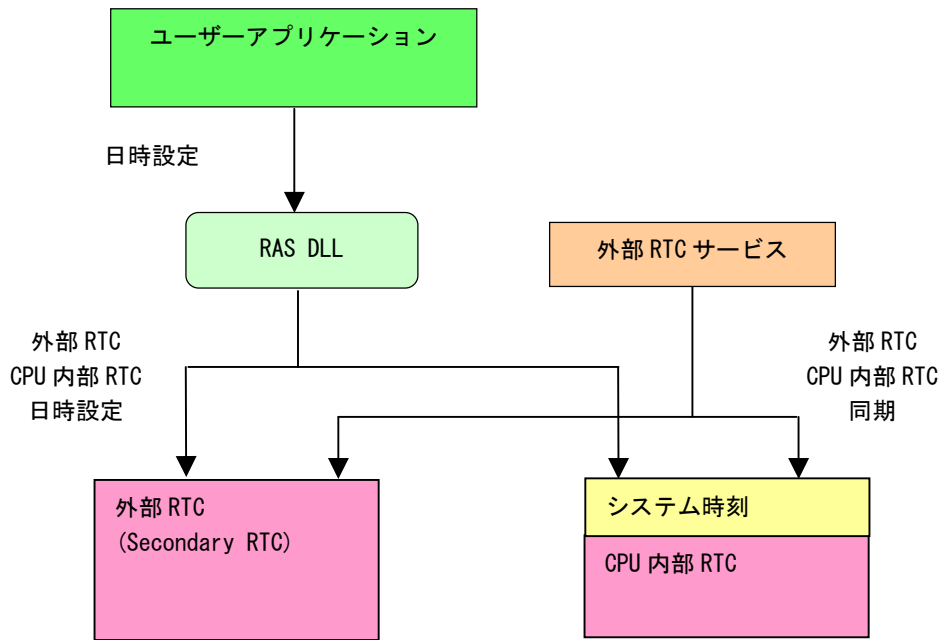 ユーザーアプリケーション
日時設定
RAS DLL
外部 RTC サービス
外部 RTC
CPU 内部 RTC
日時設定
外部 RTC
CPU 内部 RTC
同期
外部 RTC
(Secondary RTC)
システム時刻
CPU 内部 RTC